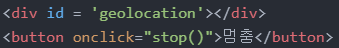 <div id = 'geolocation'></div>
<button onclick="stop()">멈춤</button>